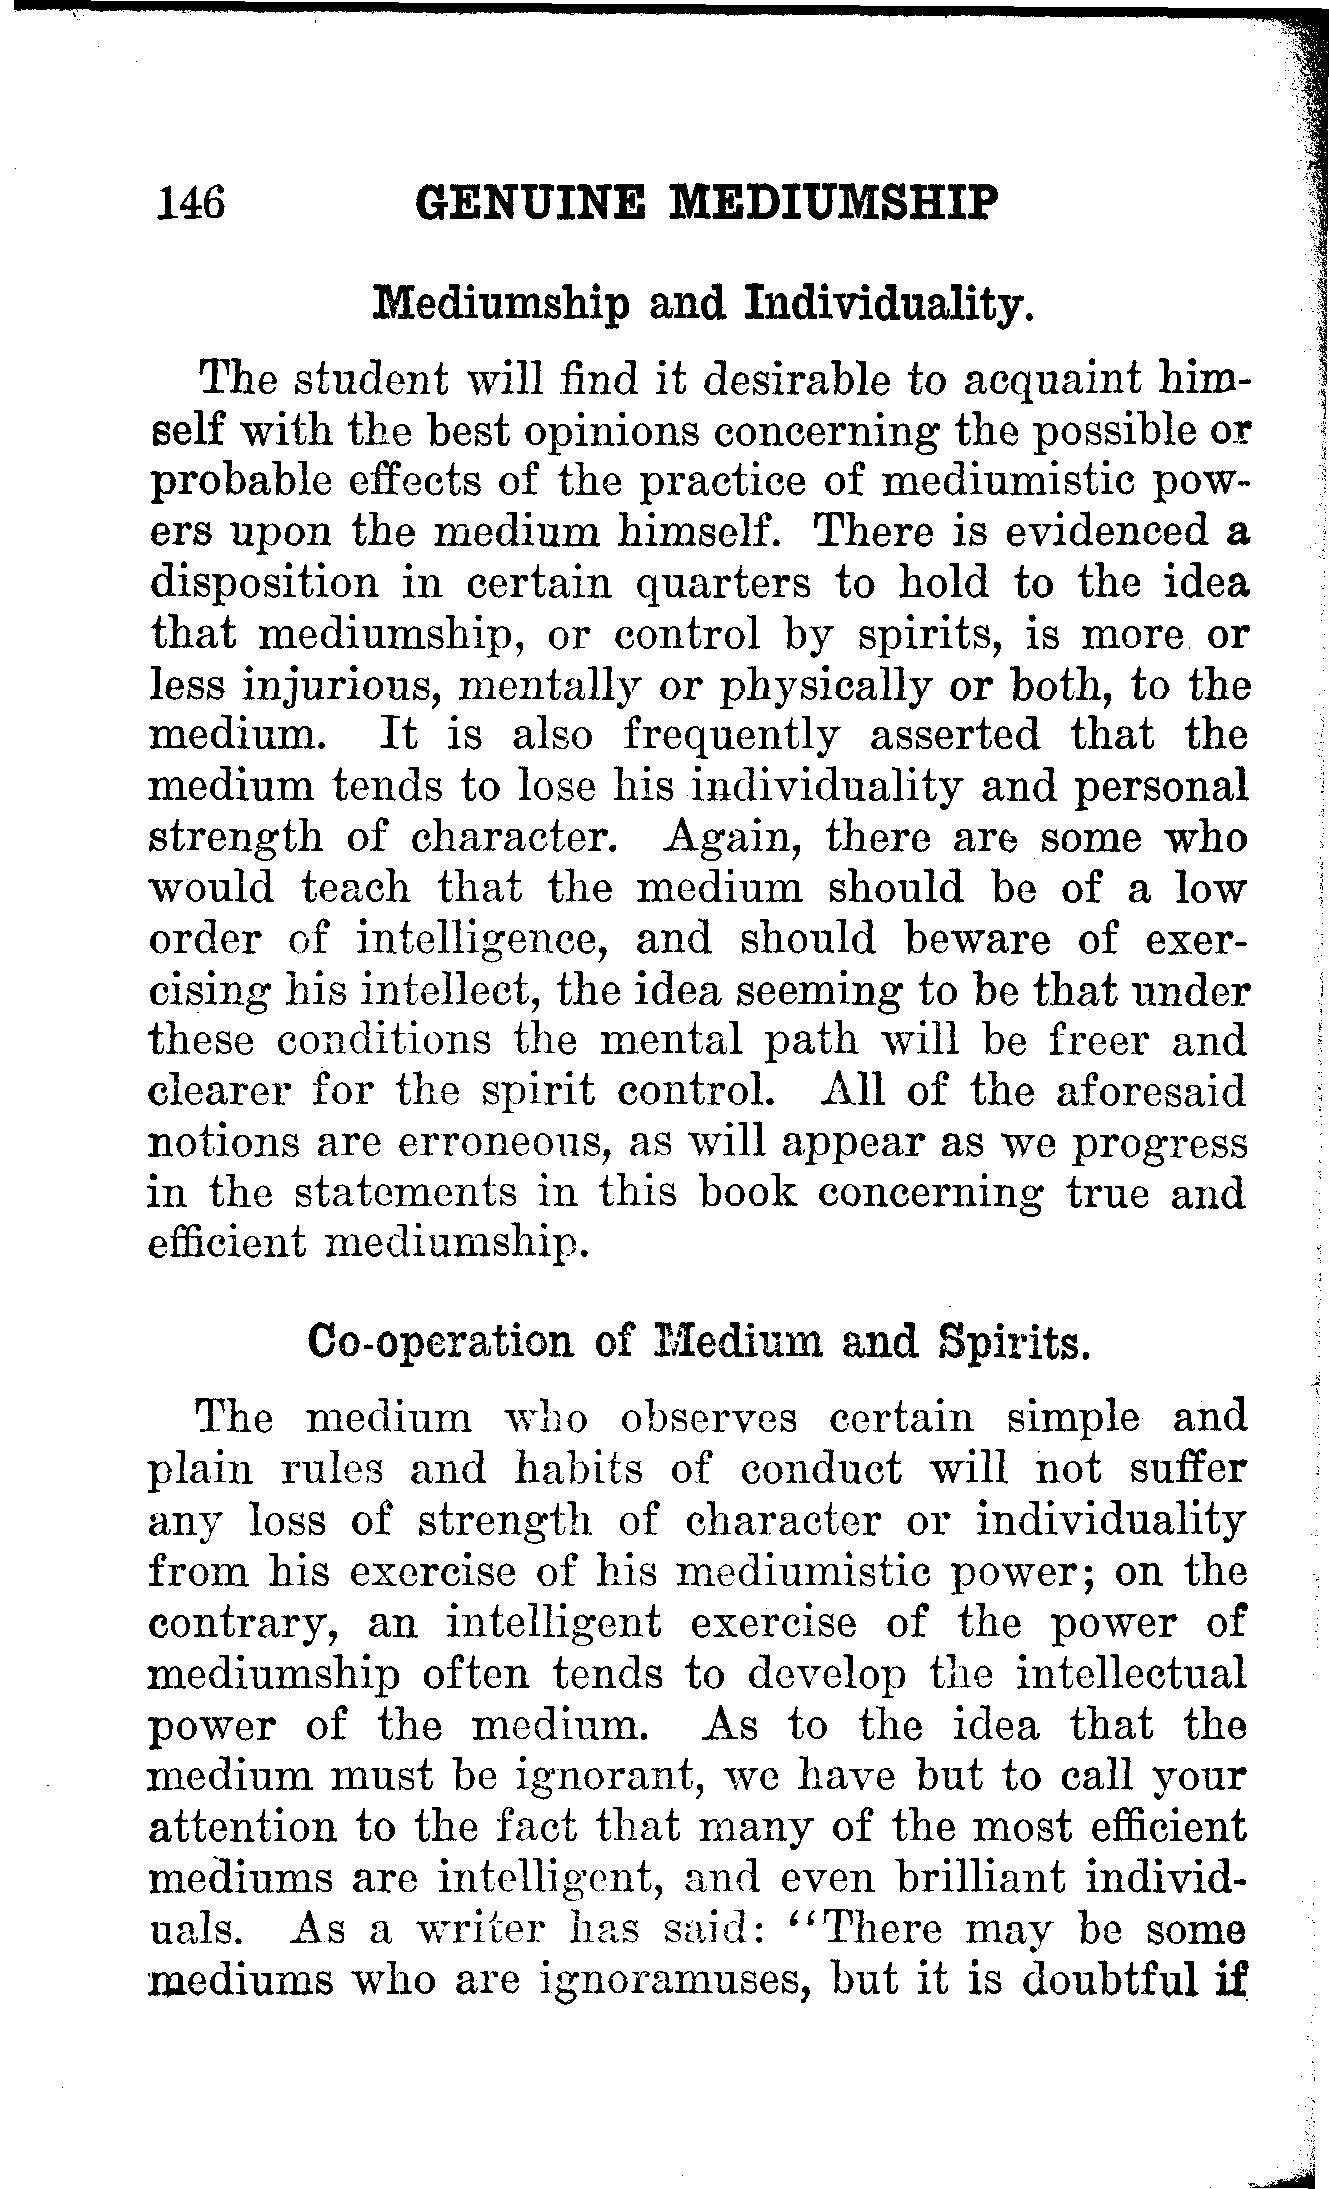 146 GENUINE MEDIUMSHIP
Mediumship and Individuality.
The student will find it desirable to acquaint him-
self with the best opinions concerning the possible or
probable effects of the practice of mediumistic pow-
ers upon the medium himself. There is evidenced a
disposition in certain quarters to hold to the idea
that mediumship, or control by spirits, is more or
less injurious, mentally or physically or both, to the
medium. It is also frequently asserted that the
medium tends to lose his individuality and personal
strength of character. Again, there are some who
would teach that the medium should be of a low
order of intelligence, and should beware of exer-
cising his intellect, the idea seeming to be that under
these conditions the mental path will be freer and
clearer for the spirit control. All of the aforesaid
notions are erroneous, as will appear as we progress
in the statements in this book concerning true and
efficient mediumship.
Co-operation of Medium and Spirits.
The medium who observes certain simple and
plain rules and habits of conduct will not suffer
any loss of strength of character or individuality
from his exercise of his mediumistic power; on the
contrary, an intelligent exercise of the power of
mediumship often tends to develop the intellectual
power of the medium. As to the idea that the
medium must be ignorant, we have but to call your
attention to the fact that many of the most efficient
mediums are intelligent, and even brilliant individ-
uals. As a writer has said: “There may be some
mediums who are ignoramuses, but it is doubtful if